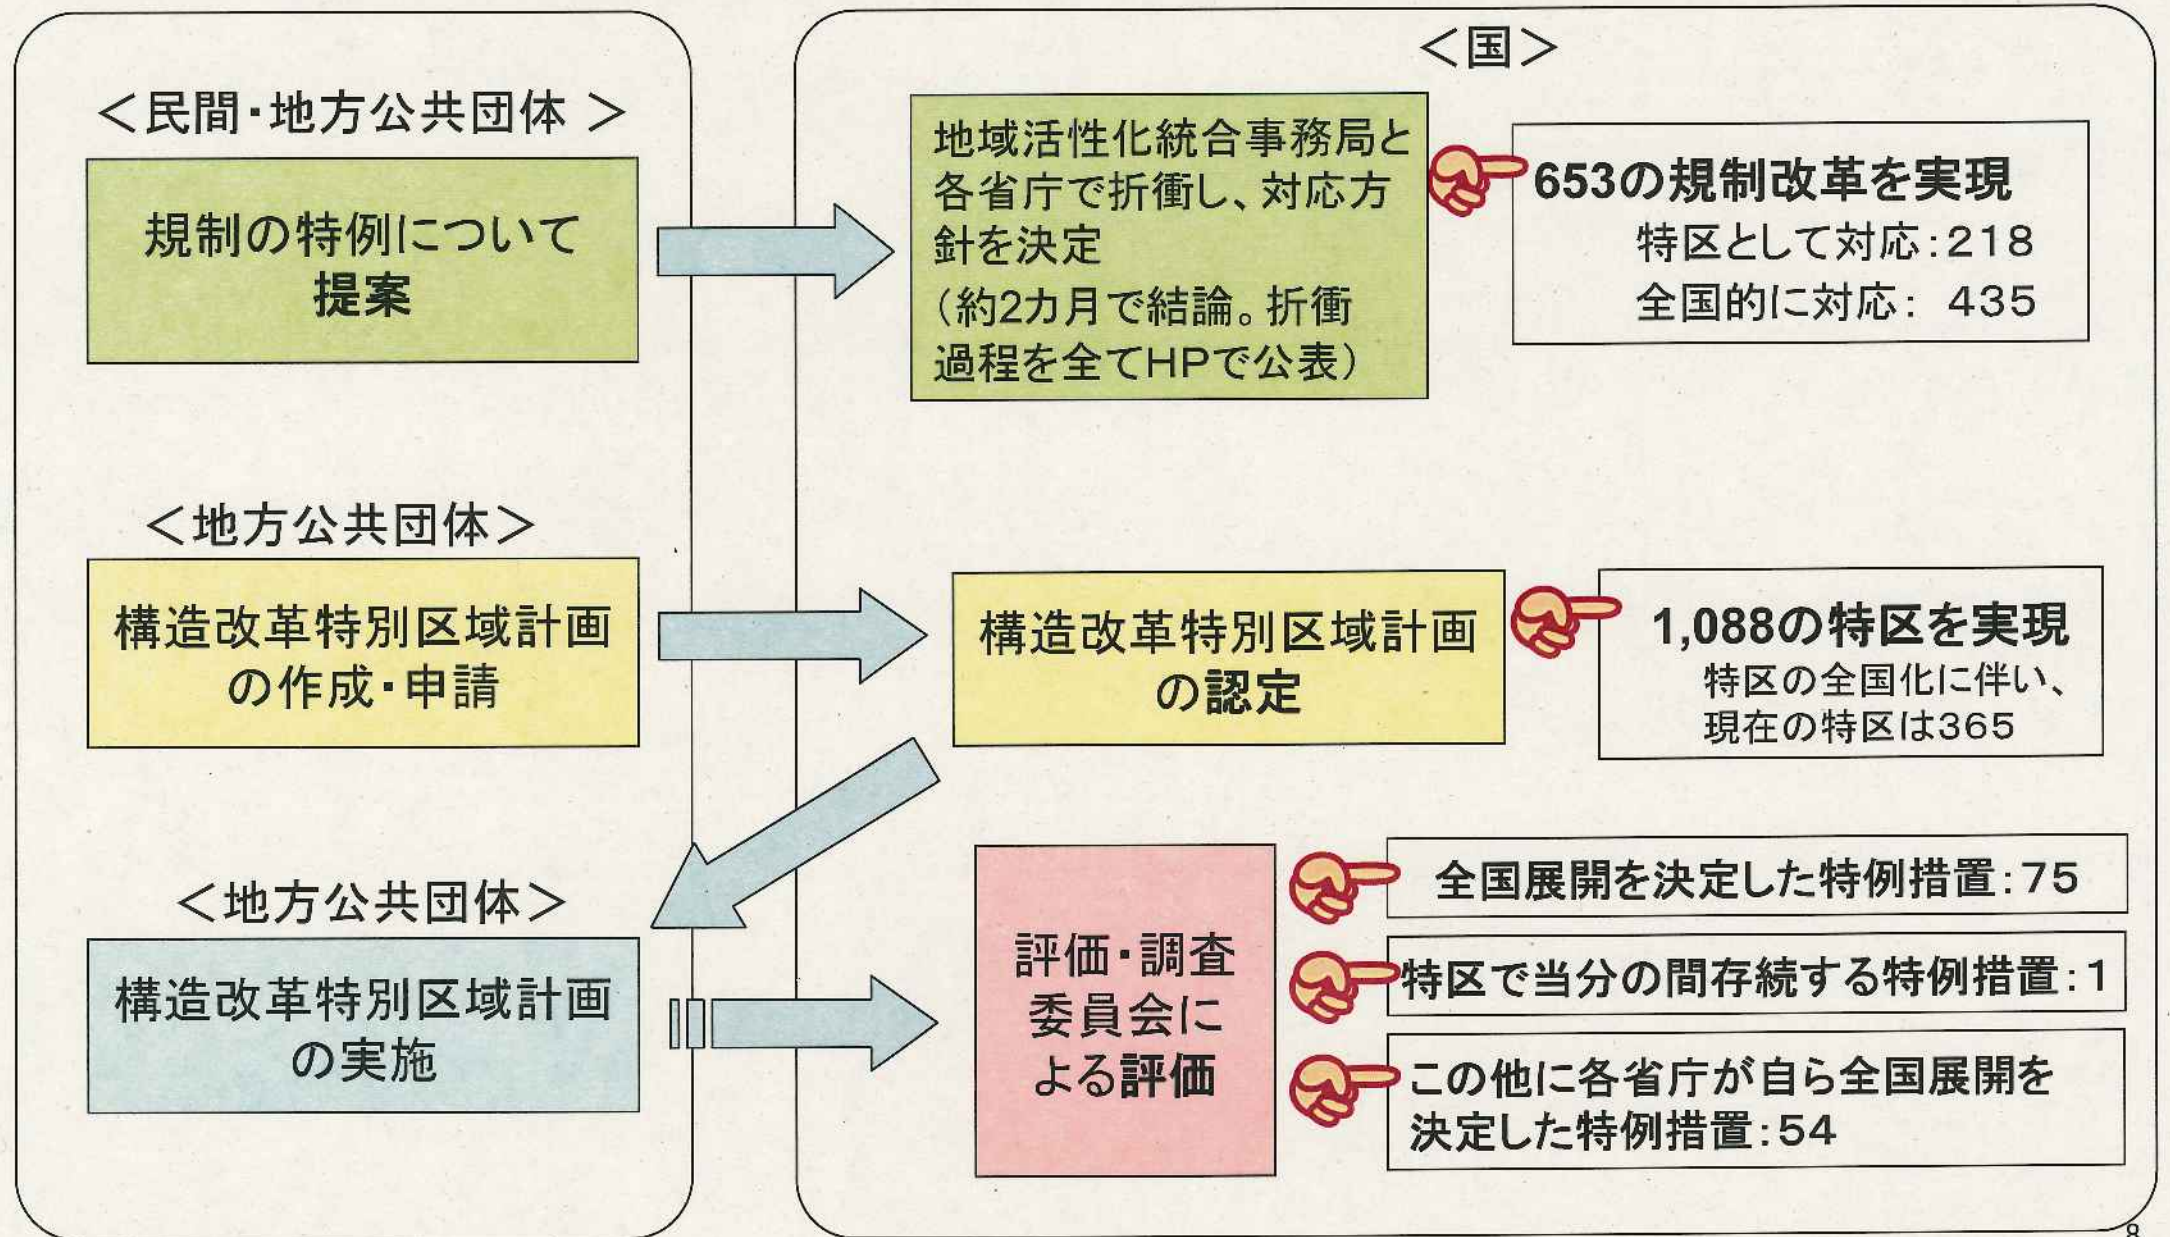 ＜国＞
＜民間・地方公共団体 ＞
規制の特例について
提案
地域活性化統合事務局と
各省庁で折衝し、対応方
針を決定
（約2カ月で結論。折衝
過程を全てHPで公表）
653の規制改革を実現
特区として対応：218
全国的に対応： 435
＜地方公共団体＞
構造改革特別区域計画
の作成・申請
構造改革特別区域計画
の認定
1,088の特区を実現
特区の全国化に伴い、
現在の特区は365
＜地方公共団体＞
構造改革特別区域計画
の実施
評価・調査
委員会に
よる評価
全国展開を決定した特例措置：75
特区で当分の間存続する特例措置：1
この他に各省庁が自ら全国展開を
決定した特例措置：54
8